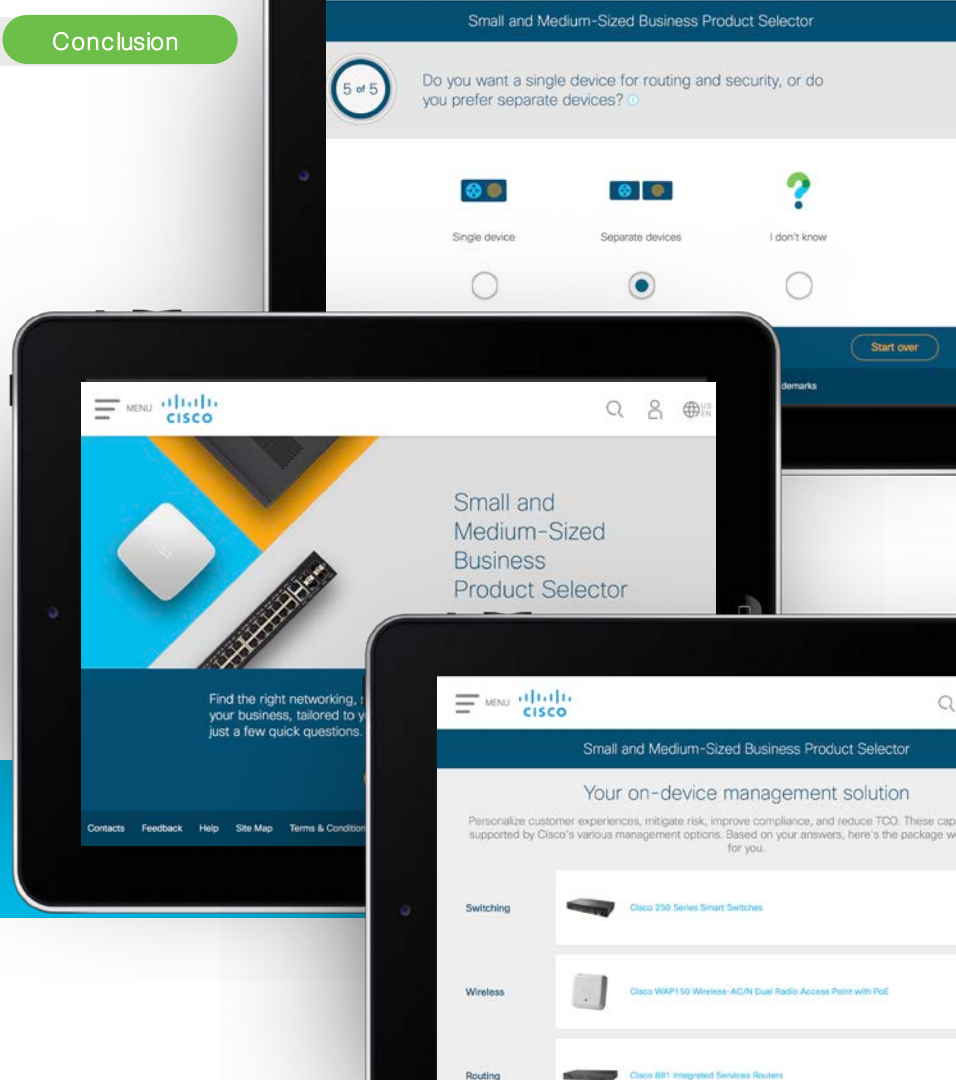 Conclusion
Small and Medium-Sized Business Product Selector
5 of 5
Do you want a single device for routing and security, or do
you prefer separate devices?
Single device
Separate devices
I don't know
Start over
demarks
MENU
CISCO
US
EN
Small and
Medium-Sized
Business
Product Selector
Find the right networking,
your business, tailored to
just a few quick questions.
Contacts Feedback Help Site Map Terms & Condition
MENU
CISCO
Small and Medium-Sized Business Product Selector
Your on-device management solution
Personalize customer experiences, mitigate risk, improve compliance, and reduce TCO. These cap
supported by Cisco's various management options. Based on your answers, here's the package w
for you.
Switching
Cisco 250 Series Smart Switches
Wireless
Cisco WAP150 Wireless-AC/N Dual Radio Access Point with PoE
Routing
Cisco 881 Integrated Services Routers